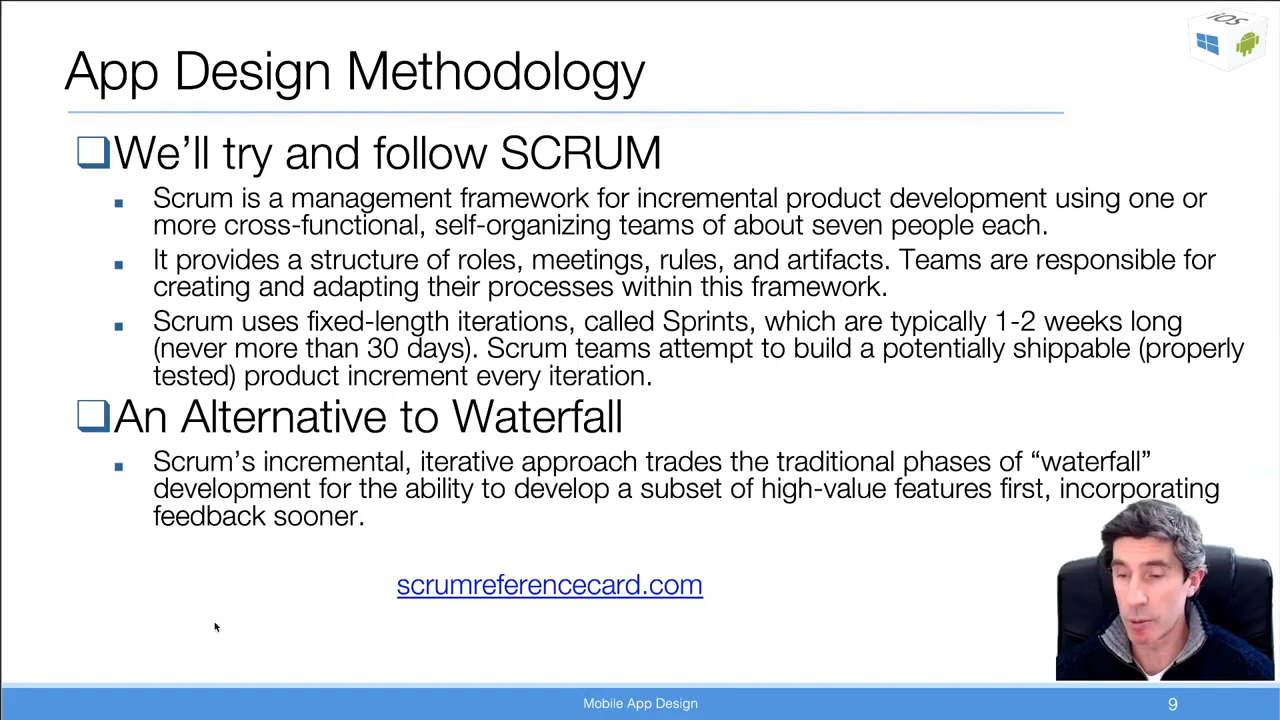 iOS
App Design Methodology
We'll try and follow SCRUM
Scrum is a management framework for incremental product development using one or
more cross-functional, self-organizing teams of about seven people each.
It provides a structure of roles, meetings, rules, and artifacts. Teams are responsible for
creating and adapting their processes within this framework.
Scrum uses fixed-length iterations, called Sprints, which are typically 1-2 weeks long
(never more than 30 days). Scrum teams attempt to build a potentially shippable (properly
tested) product increment every iteration.
An Alternative to Waterfall
Scrum's incremental, iterative approach trades the traditional phases of “waterfall”
development for the ability to develop a subset of high-value features first, incorporating
feedback sooner.
scrumreferencecard.com
Mobile App Design
9